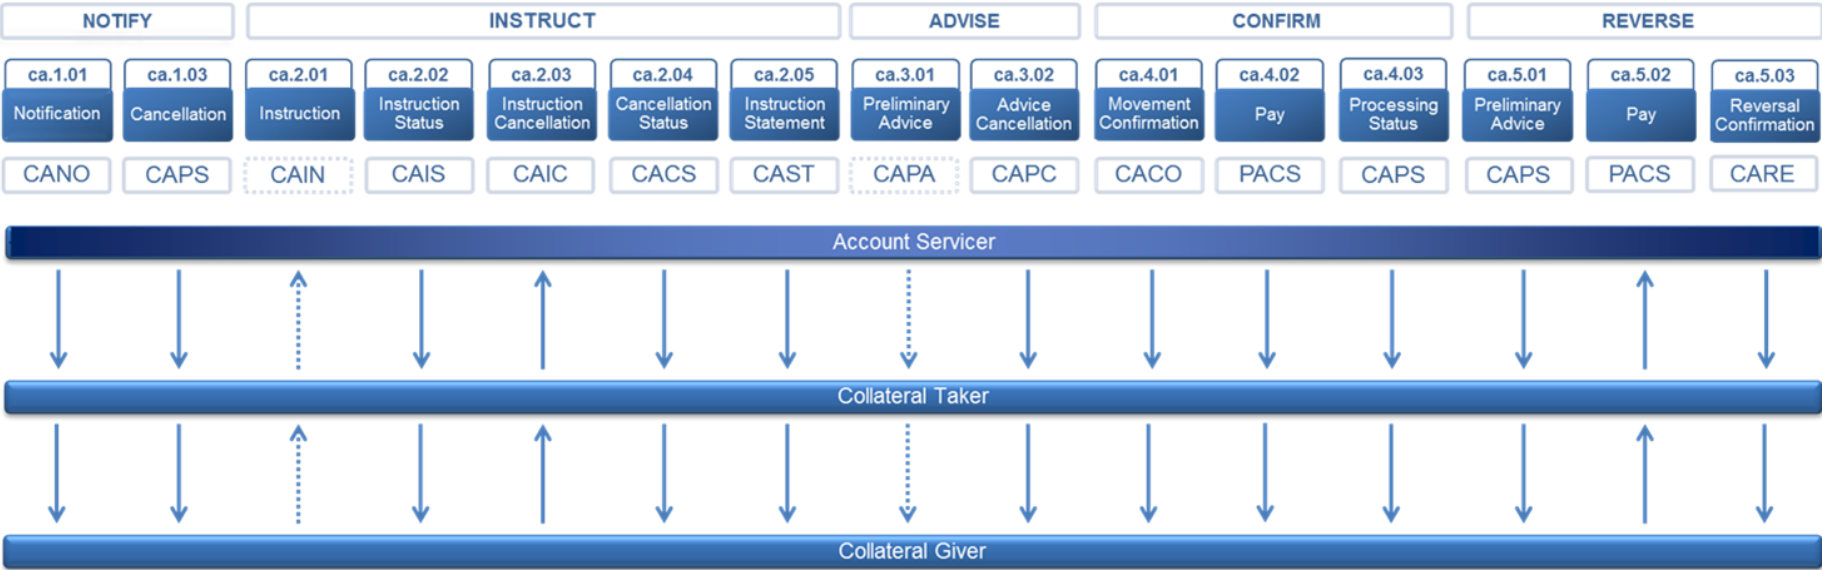 NOTIFY INSTRUCT ADVISE CONFIRM REVERSE
ca.1.01 ca.1.03 ca.2.01 ca.2.02 ca.2.03 ca.2.04 ca.2.05 ca.3.01 ca.3.02 ca.4.01 ca.4.02 ca.4.03 ca.5.01 ca.5.02 ca.5.03
Notification
Cancellation
Instruction
Instruction
Status
Instruction
Cancellation
Cancellation
Status
Instruction
Statement
Preliminary
Advice
Advice
Cancellation
Movement
Confirmation
Pay
Processing
Status
Preliminary
Advice
Pay
Reversal
Confirmation
CANO CAPS CAIN CAIS CAIC CACS CAST CAPA CAPC CACO PACS CAPS CAPS PACS CARE
Account Servicer
Collateral Taker
Collateral Giver